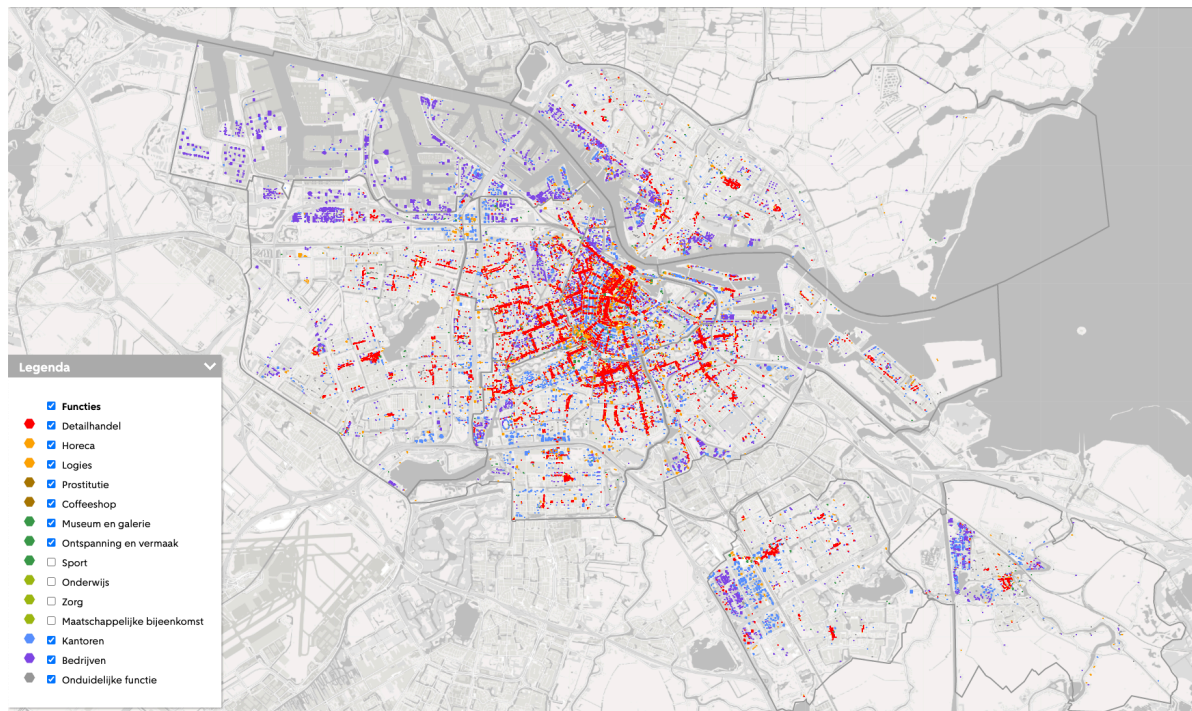 Legenda
Functies
Detailhandel
Horeca
Logies
Prostitutie
Coffeeshop
Museum en galerie
Ontspanning en vermaak
Sport
Onderwijs
Zorg
Maatschappelijke bijeenkomst
Kantoren
Bedrijven
Onduidelijke functie